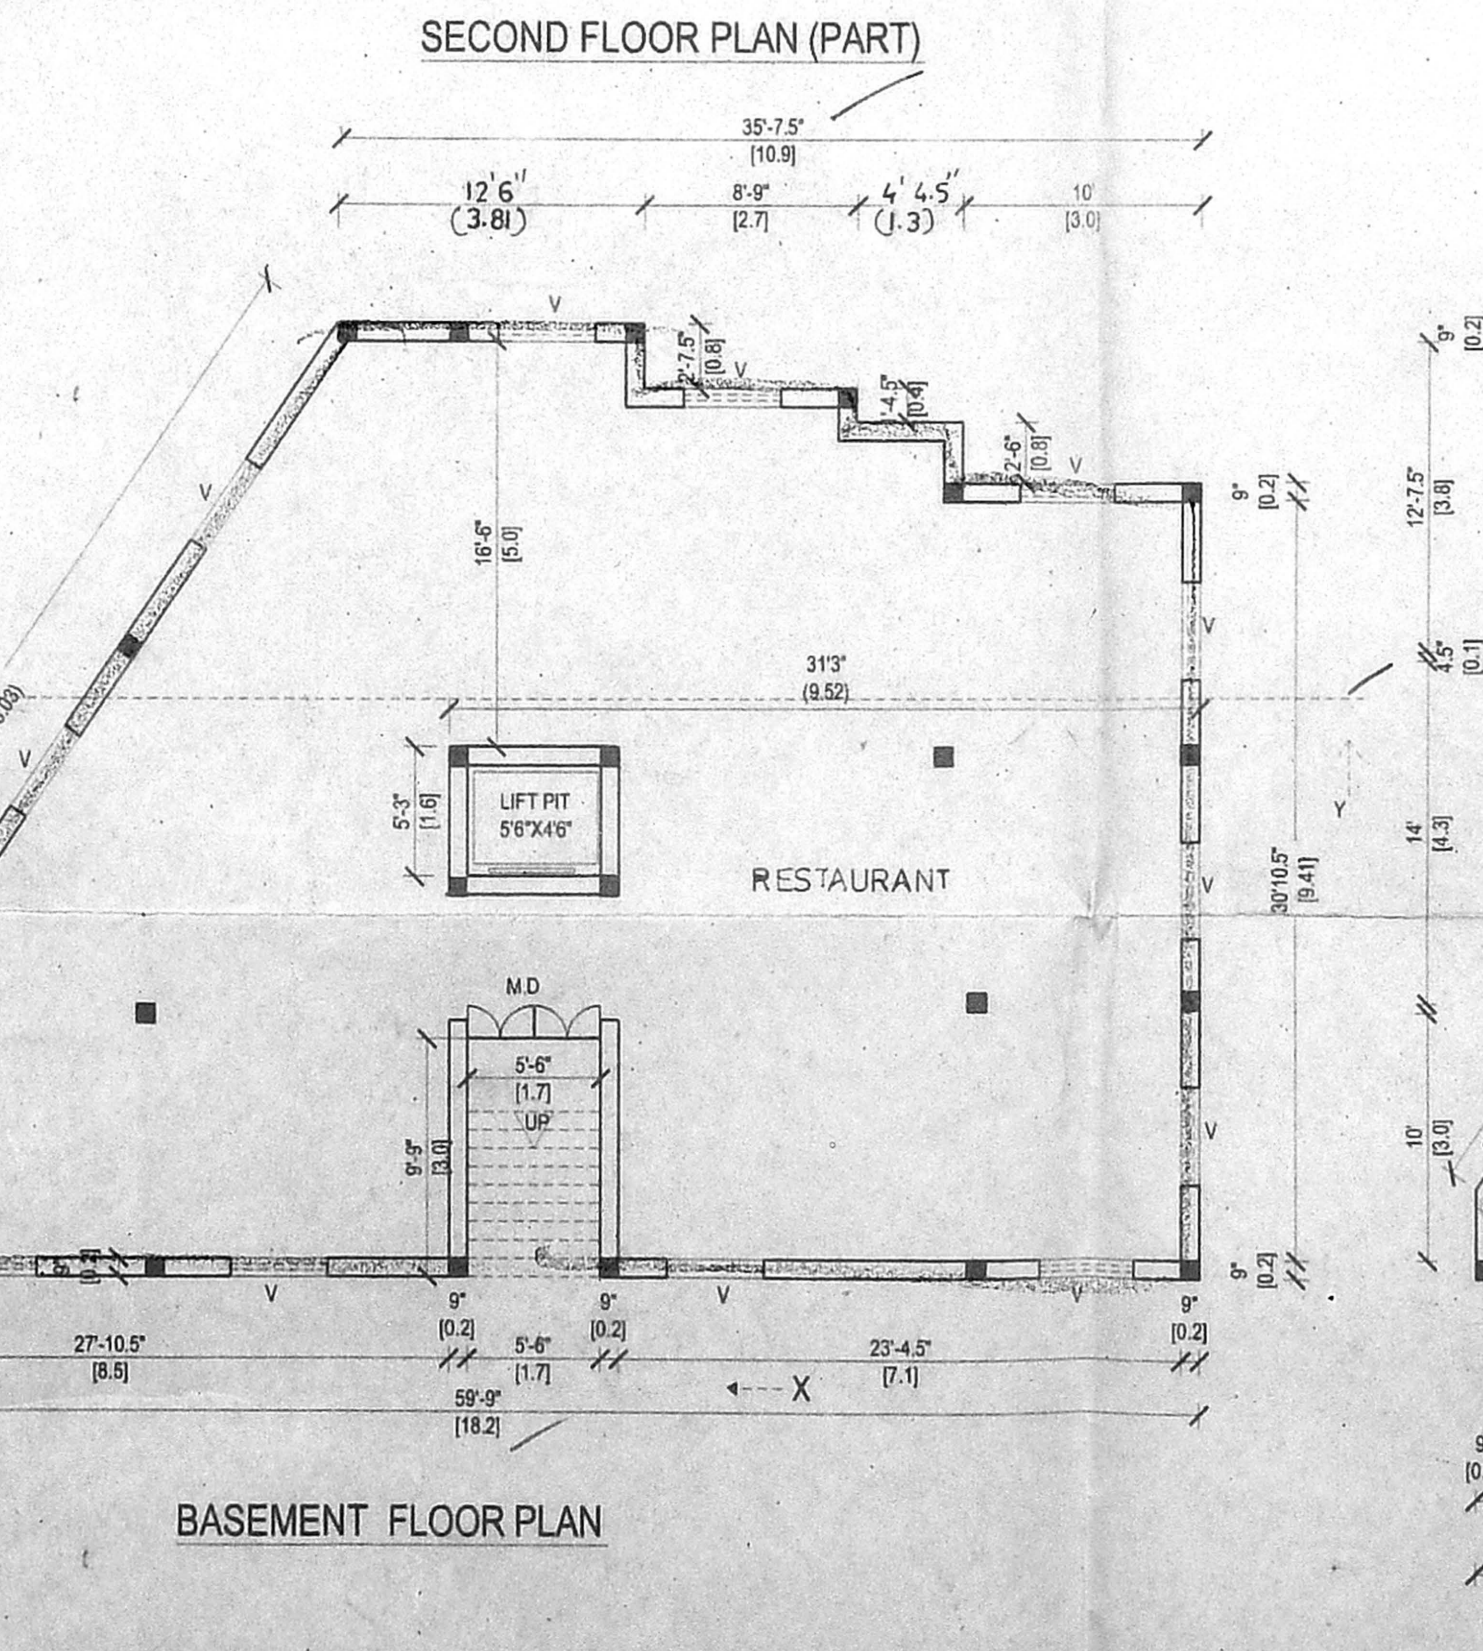 SECOND FLOOR PLAN (PART)
35'-7.5"
[10.9]
12'6" 8'-9" 4' 4.5" 10'
(3.81) [2.7] (1.3) [3.0]
V
2'-7.5"
[0.8]
V
'-4.5"
[0.4]
2'-6"
[0.8]
V
9"
[0.2]
9"
[0.2]
V
16'-6"
[5.0]
12'-7.5"
[3.8]
V
4.5"
[0.1]
31'3"
(9.52)
V
LIFT PIT
5'6"X4'6"
5'-3"
[1.6]
Y
14'
[4.3]
RESTAURANT
V
30'10.5"
[9.41]
M.D
5'-6"
[1.7]
UP
9'-9"
[3.0]
V
10'
[3.0]
9"
[0.2]
9"
[0.2]
V V V
9" 9" 9"
[0.2] [0.2] [0.2]
27'-10.5" 5'-6" 23'-4.5"
[8.5] [1.7] [7.1]
X
59'-9"
[18.2]
BASEMENT FLOOR PLAN